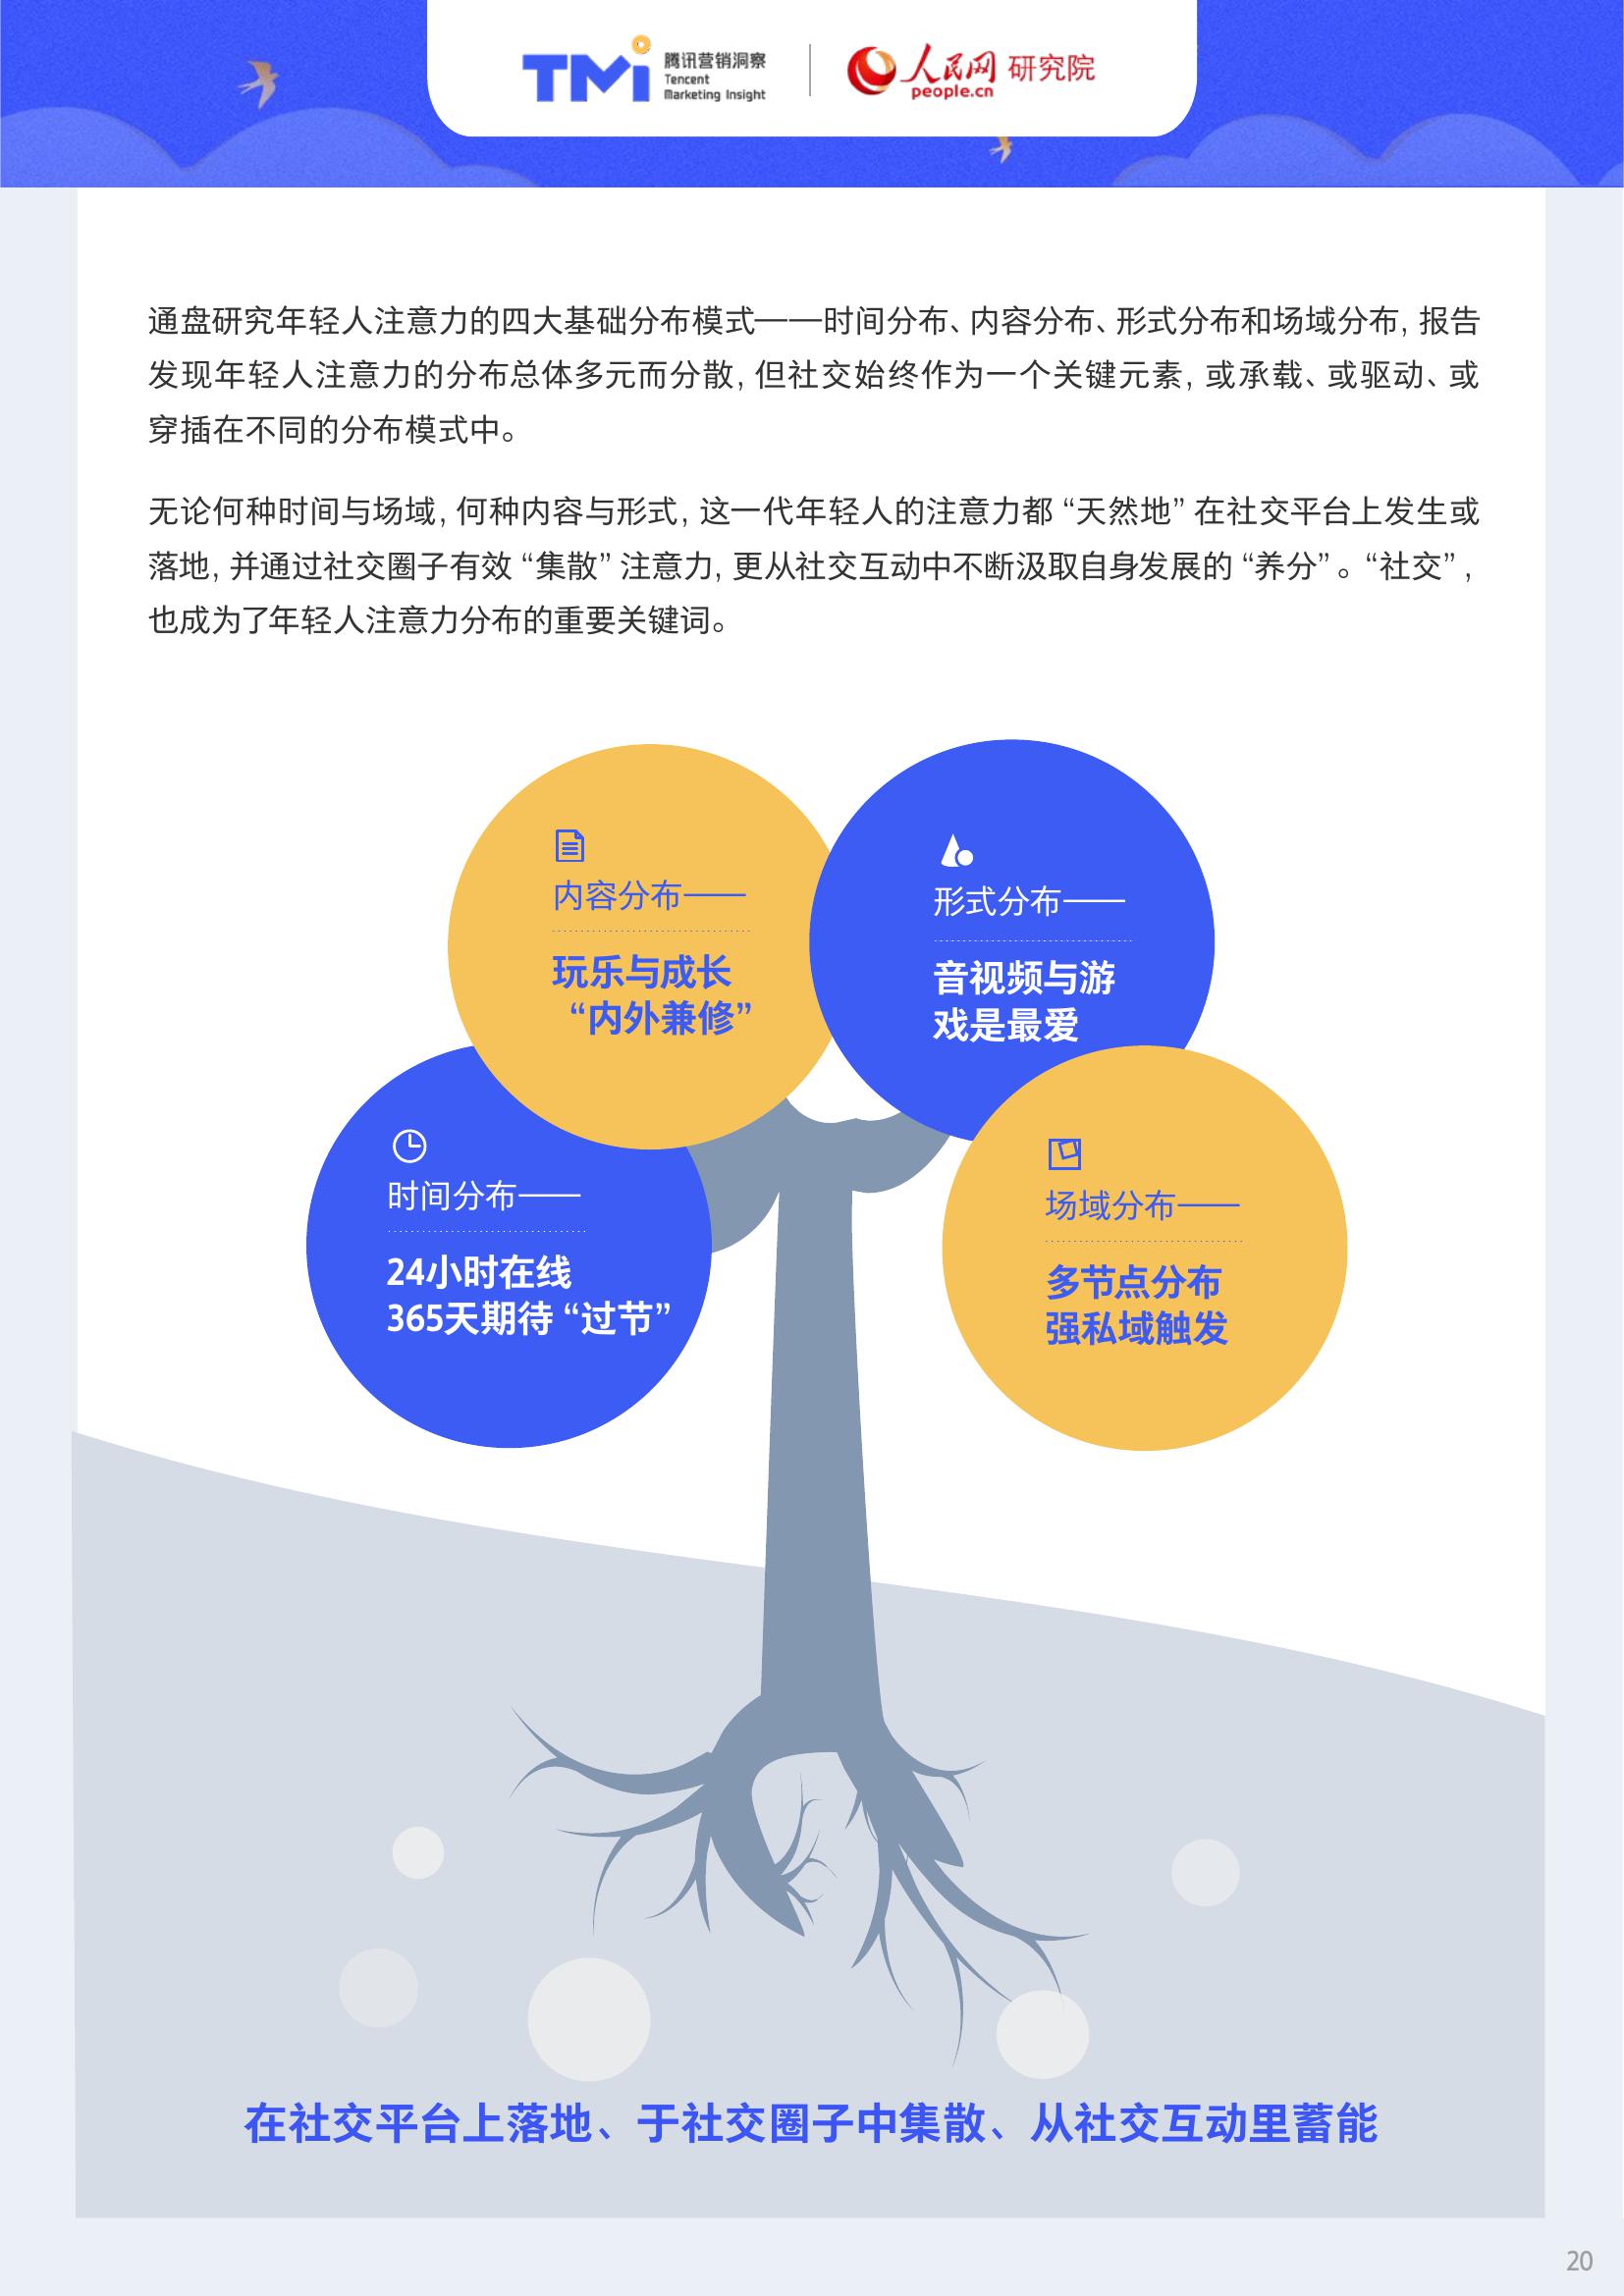 TMi
腾讯营销洞察
Tencent
Marketing Insight
人民网
people.cn
研究院
通盘研究年轻人注意力的四大基础分布模式——时间分布、内容分布、形式分布和场域分布, 报告
发现年轻人注意力的分布总体多元而分散, 但社交始终作为一个关键元素, 或承载、或驱动、或
穿插在不同的分布模式中。
无论何种时间与场域, 何种内容与形式, 这一代年轻人的注意力都 “天然地” 在社交平台上发生或
落地, 并通过社交圈子有效 “集散” 注意力, 更从社交互动中不断汲取自身发展的 “养分” 。“社交” ,
也成为了年轻人注意力分布的重要关键词。
内容分布——
玩乐与成长
“内外兼修”
形式分布——
音视频与游
戏是最爱
时间分布——
24小时在线
365天期待 “过节”
场域分布——
多节点分布
强私域触发
在社交平台上落地、于社交圈子中集散、从社交互动里蓄能
20